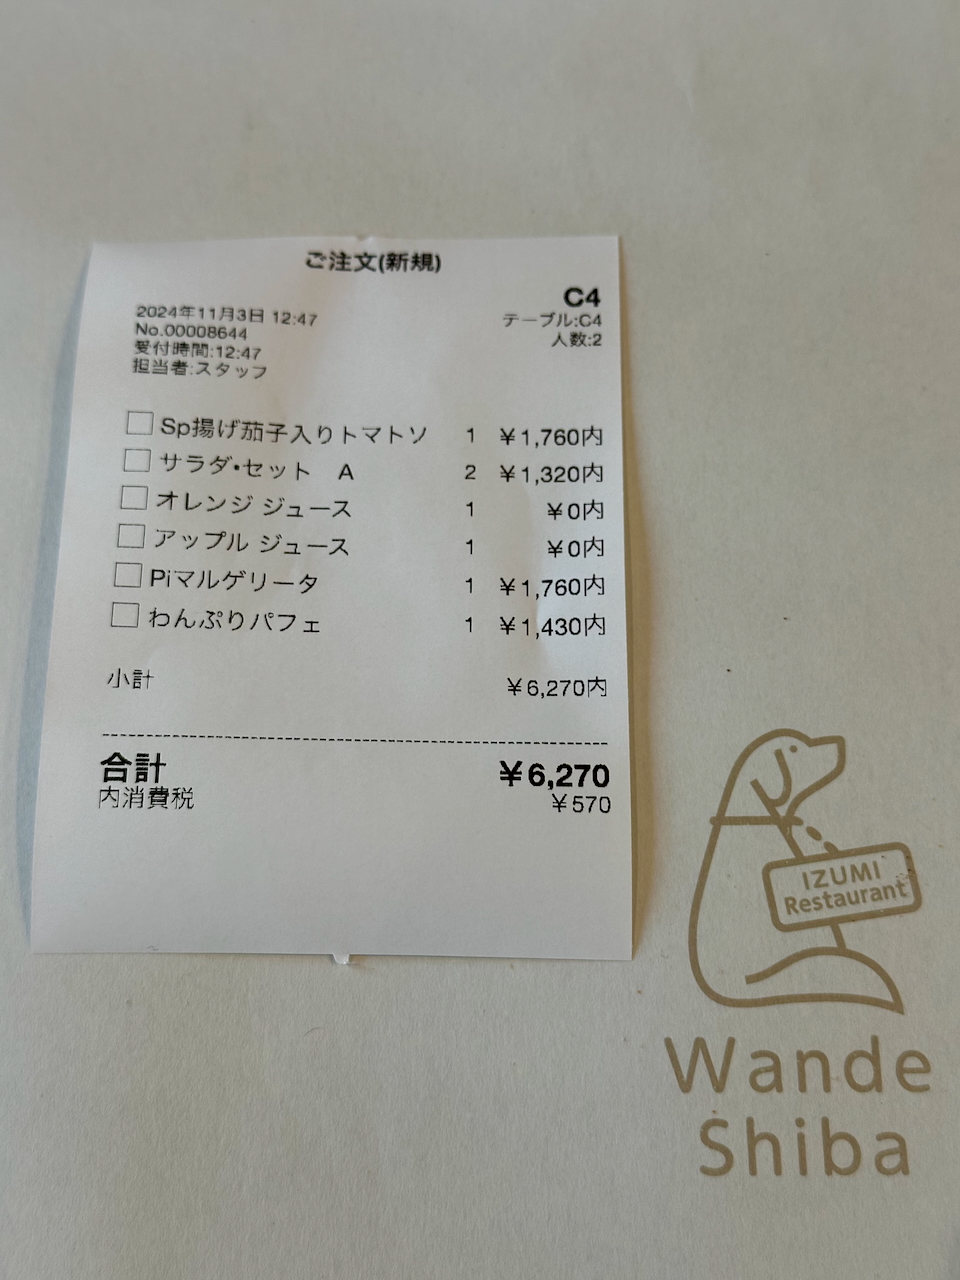 ご注文(新規)
C4
2024年11月3日 12:47
テーブル:C4
No.00008644
人数:2
受付時間:12:47
担当者:スタッフ
Sp揚げ茄子入りトマトソ 1 ¥1,760内
サラダ・セット A 2 ¥1,320内
オレンジ ジュース 1 ¥0内
アップル ジュース 1 ¥0内
Piマルゲリータ 1 ¥1,760内
わんぷりパフェ 1 ¥1,430内
小計 ¥6,270内
合計 ¥6,270
内消費税 ¥570
IZUMI
Restaurant
Wande
Shiba